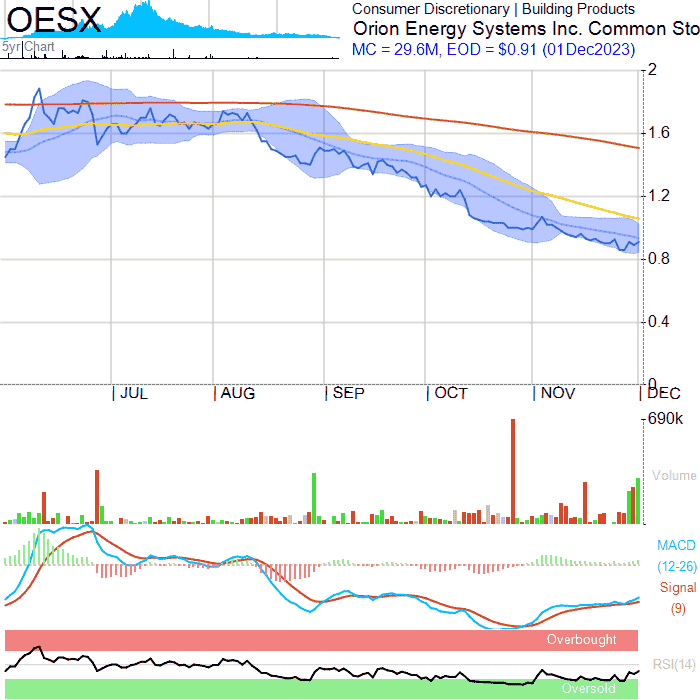 OESX
Consumer Discretionary | Building Products
Orion Energy Systems Inc. Common Sto
MC = 29.6M, EOD = $0.91 (01Dec2023)
5yr Chart
2
1.6
1.2
0.8
0.4
0
JUL
AUG
SEP
OCT
NOV
DEC
690k
Volume
MACD
(12-26)
Signal
(9)
Overbought
RSI(14)
Oversold